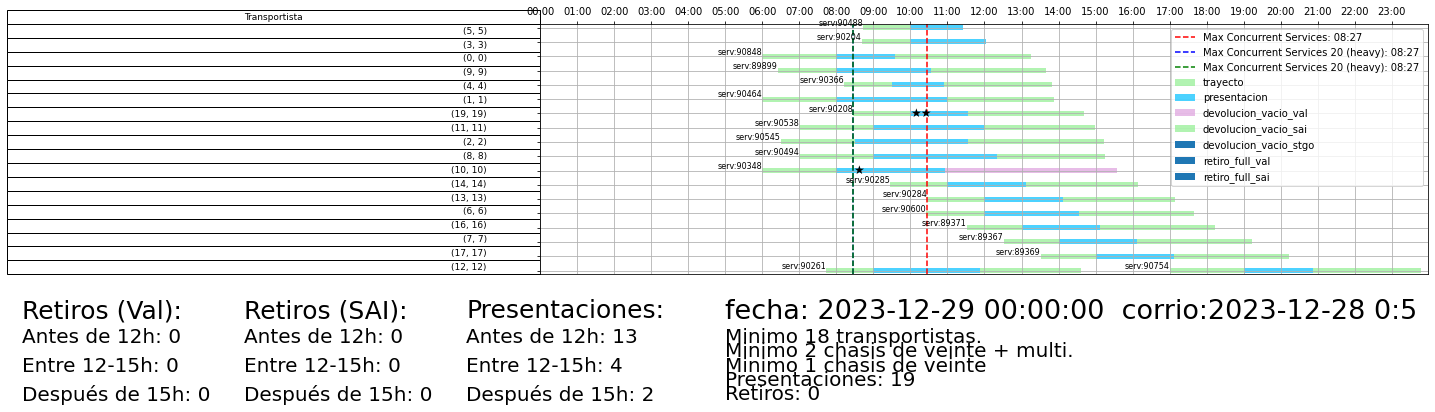 Transportista
00:00 01:00 02:00 03:00 04:00 05:00 06:00 07:00 08:00 09:00 10:00 11:00 12:00 13:00 14:00 15:00 16:00 17:00 18:00 19:00 20:00 21:00 22:00 23:00
(5, 5) serv:90488
(3, 3) serv:90204
(0, 0) serv:90848
(9, 9) serv:89899
(4, 4) serv:90366
(1, 1) serv:90464
(19, 19) serv:90208
(11, 11) serv:90538
(2, 2) serv:90545
(8, 8) serv:90494
(10, 10) serv:90348
(14, 14) serv:90285
(13, 13) serv:90284
(6, 6) serv:90600
(16, 16) serv:89371
(7, 7) serv:89367
(17, 17) serv:89369
(12, 12) serv:90261 serv:90754
Max Concurrent Services: 08:27
Max Concurrent Services 20 (heavy): 08:27
Max Concurrent Services 20 (heavy): 08:27
trayecto
presentacion
devolucion_vacio_val
devolucion_vacio_sai
devolucion_vacio_stgo
retiro_full_val
retiro_full_sai
Retiros (Val):
Antes de 12h: 0
Entre 12-15h: 0
Después de 15h: 0
Retiros (SAI):
Antes de 12h: 0
Entre 12-15h: 0
Después de 15h: 0
Presentaciones:
Antes de 12h: 13
Entre 12-15h: 4
Después de 15h: 2
fecha: 2023-12-29 00:00:00 corrio:2023-12-28 0:5
Minimo 18 transportistas.
Minimo 2 chasis de veinte + multi.
Minimo 1 chasis de veinte
Presentaciones: 19
Retiros: 0